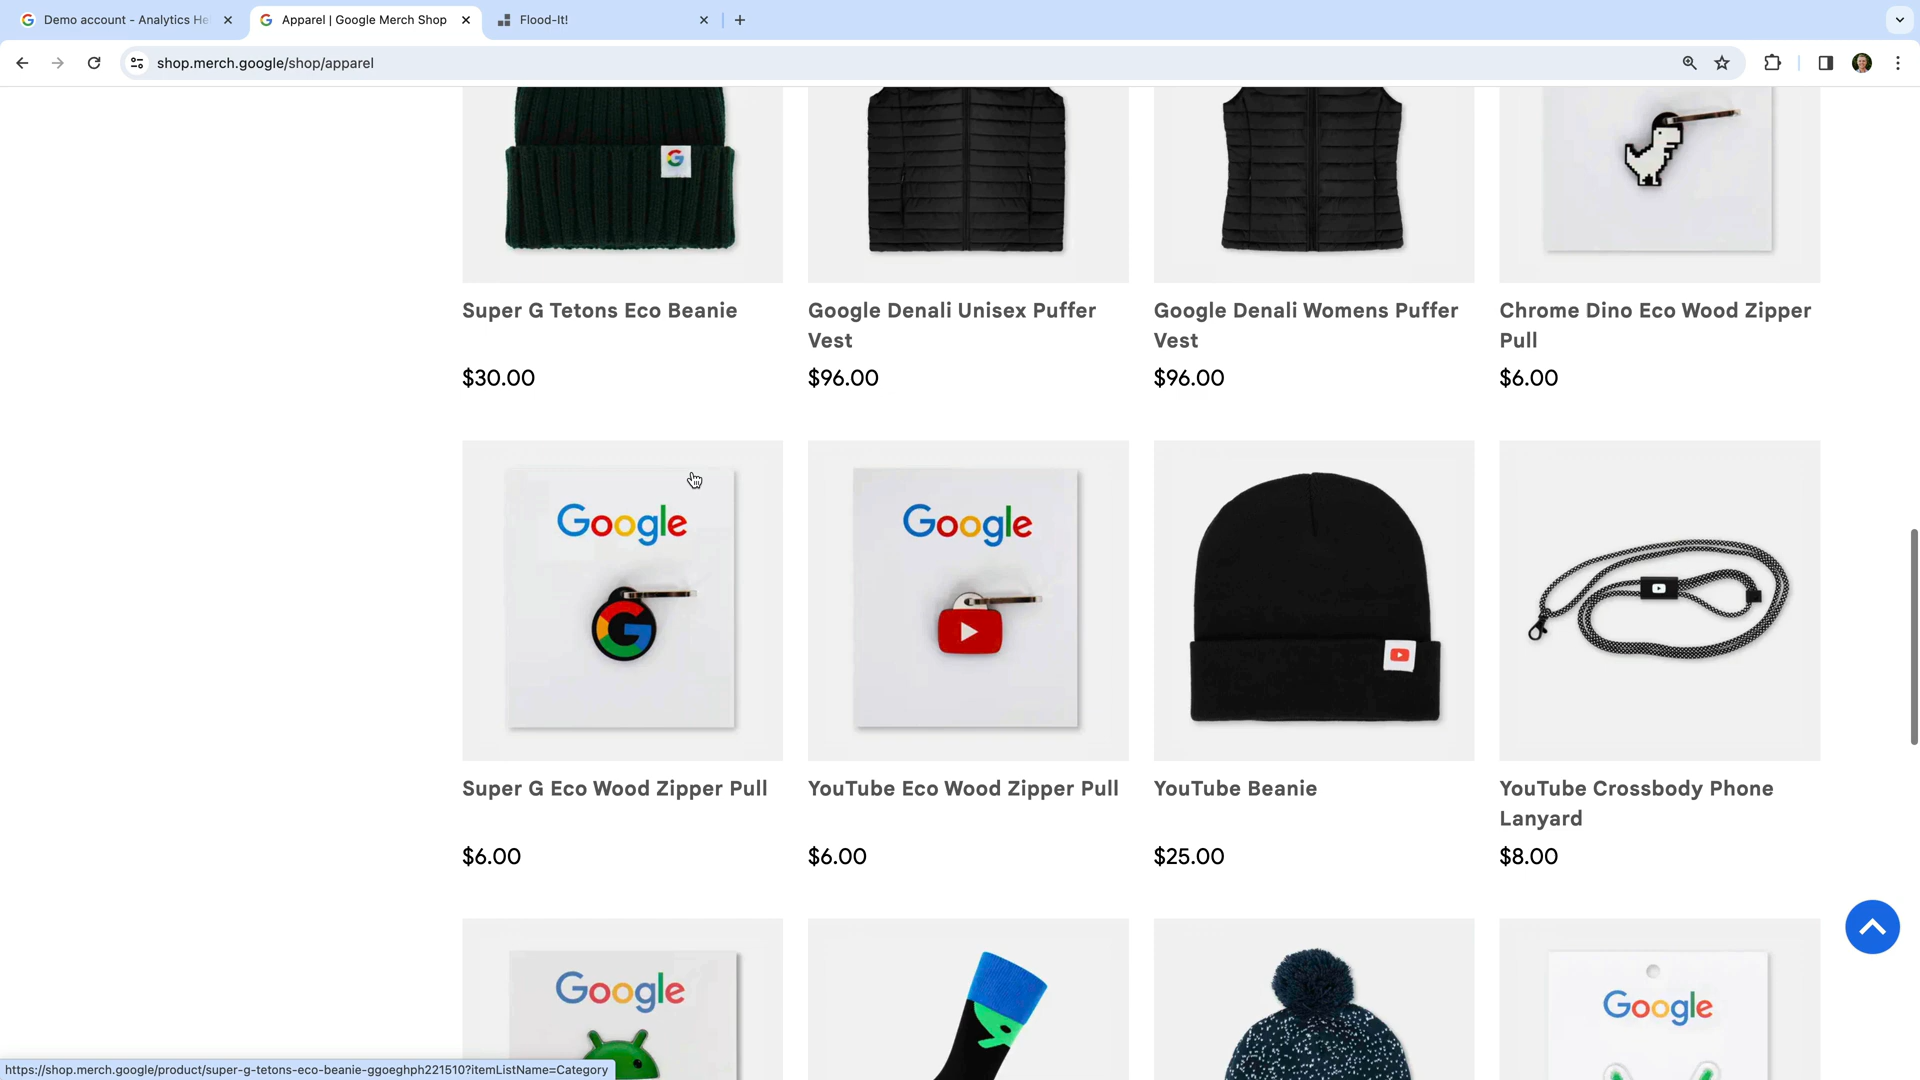 Demo account - Analytics He
Apparel | Google Merch Shop
Flood-It!
shop.merch.google/shop/apparel
Super G Tetons Eco Beanie
$30.00
Google Denali Unisex Puffer
Vest
$96.00
Google Denali Womens Puffer
Vest
$96.00
Chrome Dino Eco Wood Zipper
Pull
$6.00
Google
Google
Super G Eco Wood Zipper Pull
$6.00
YouTube Eco Wood Zipper Pull
$6.00
YouTube Beanie
$25.00
YouTube Crossbody Phone
Lanyard
$8.00
Google
Google
https://shop.merch.google/product/super-g-tetons-eco-beanie-ggoeghph221510?itemListName=Category